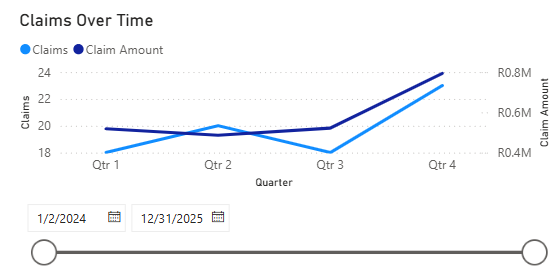 Claims Over Time
Claims Claim Amount
24 R0.8M
22
R0.6M
20
18 R0.4M
Claims
Claim Amount
Qtr 1 Qtr 2 Qtr 3 Qtr 4
Quarter
1/2/2024 12/31/2025